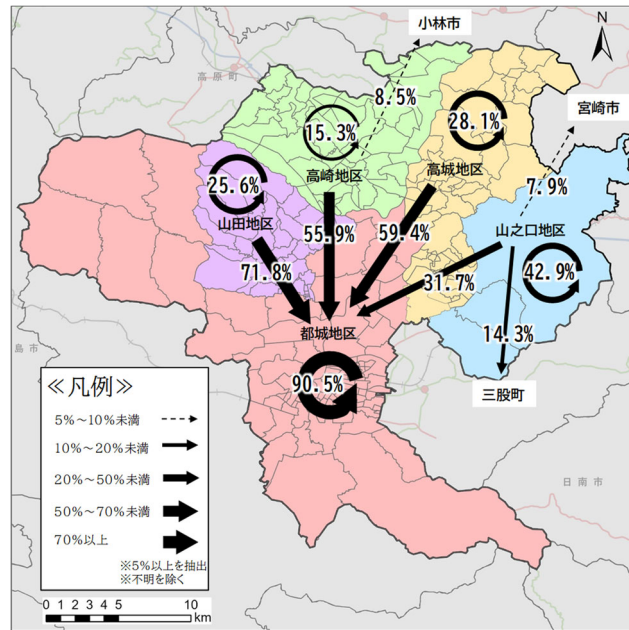 小林市
N
高原町
8.5%
宮崎市
15.3%
28.1%
高崎地区
高城地区
25.6%
7.9%
山田地区
山之口地区
55.9%
59.4%
71.8%
31.7%
42.9%
14.3%
都城地区
島市
90.5%
三股町
日南市
≪凡例≫
5%～10%未満
10%～20%未満
20%～50%未満
50%～70%未満
70%以上
※5%以上を抽出
※不明を除く
0 1 2 3 4 5 10
km